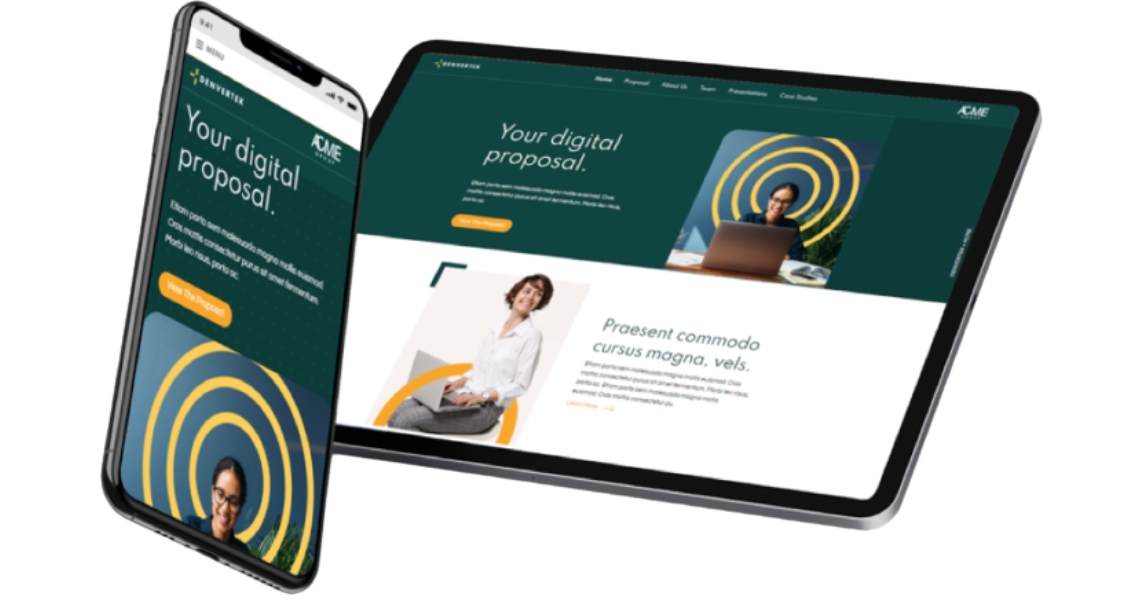 9:41
MENU
DENVERTEK
ACME
Your digital
proposal.
Etiam porta sem malesuada magna mollis euismod.
Cras mattis consectetur purus sit amet fermentum.
Morbi leo risus, porta ac.
View The Proposal
DENVERTEK
Home Proposal About Us Team Presentations Case Studies
ACME
Your digital
proposal.
Etiam porta sem malesuada magna mollis euismod. Cras
mattis consectetur purus sit amet fermentum. Morbi leo risus,
porta ac.
View The Proposal
Praesent commodo
cursus magna, vels.
Etiam porta sem malesuada magna mollis euismod. Cras
mattis consectetur purus sit amet fermentum. Morbi leo risus,
porta ac. Etiam porta sem malesuada magna mollis
euismod. Cras mattis consectetur pu.
Learn More